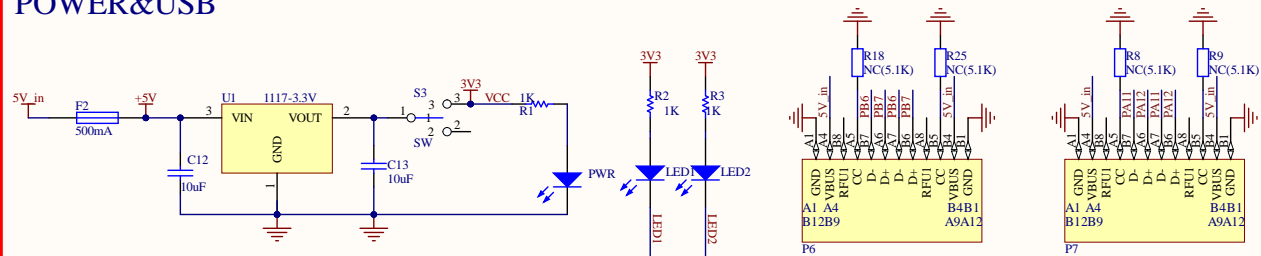 POWER&USB
5V_in
F2
500mA
+5V
C12
10uF
U1
1117-3.3V
3
VIN
VOUT
2
GND
1
C13
10uF
S3
1
3
3
2
2
SW
3V3
VCC
1K
R1
PWR
3V3
R2
1K
LED1
LED1
3V3
R3
1K
LED2
LED2
R18
NC(5.1K)
R25
NC(5.1K)
5V_in
PB6
PB7
PB6
PB7
5V_in
A1
A4
B8
A5
B7
A6
A7
B6
A8
B5
B4
B1
GND
VBUS
RFU1
CC
D-
D+
D-
D+
RFU1
CC
VBUS
GND
A1 A4
B4B1
B12B9
A9A12
P6
R8
NC(5.1K)
R9
NC(5.1K)
5V_in
PA11
PA12
PA11
PA12
5V_in
A1
A4
B8
A5
B7
A6
A7
B6
A8
B5
B4
B1
GND
VBUS
RFU1
CC
D-
D+
D-
D+
RFU1
CC
VBUS
GND
A1 A4
B4B1
B12B9
A9A12
P7